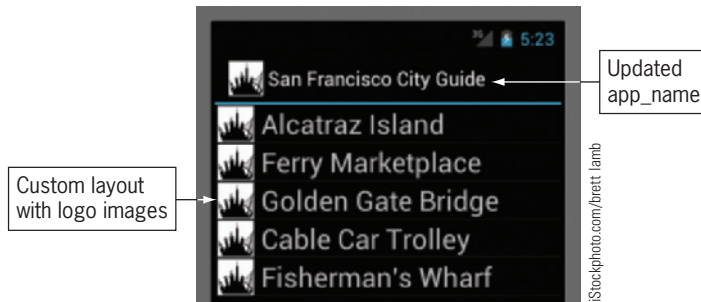 3G 5:23
San Francisco City Guide
Updated
app_name
Alcatraz Island
Ferry Marketplace
Golden Gate Bridge
Cable Car Trolley
Fisherman's Wharf
Custom layout
with logo images
iStockphoto.com/brett lamb